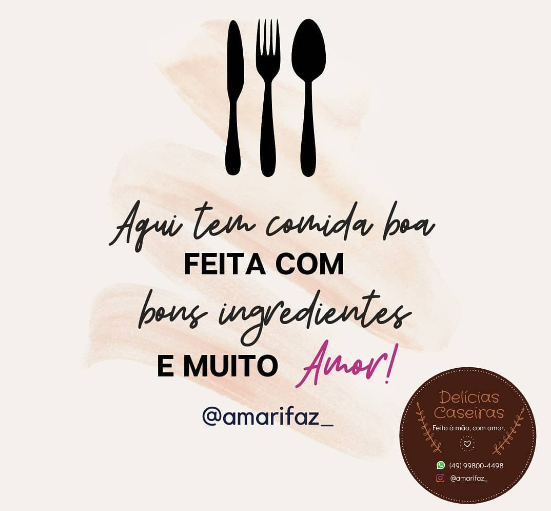 Aqui tem comida boa
FEITA COM
bons ingredientes
E MUITO Amor!
@amarifaz_
Delícias
Caseiras
Feito à mão, com amor.
(49) 99800-4498
@amarifaz_